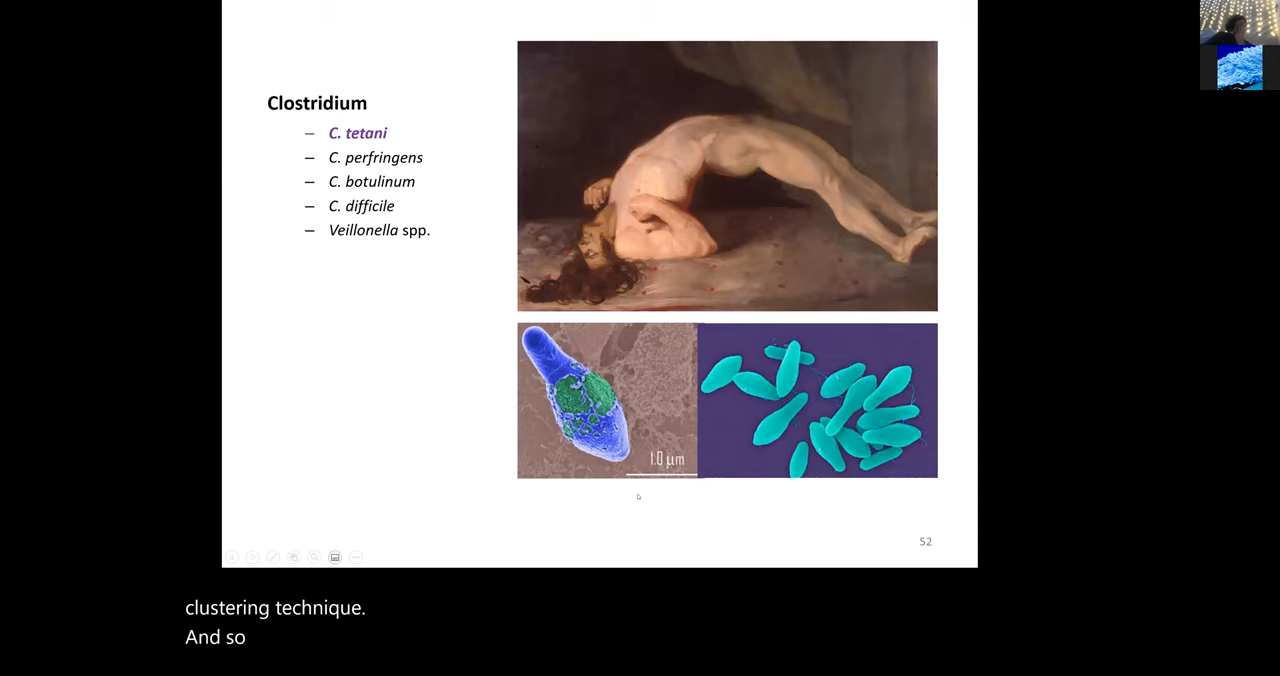 Clostridium
– C. tetani
– C. perfringens
– C. botulinum
– C. difficile
– Veillonella spp.
1.0 µm
52
clustering technique.
And so